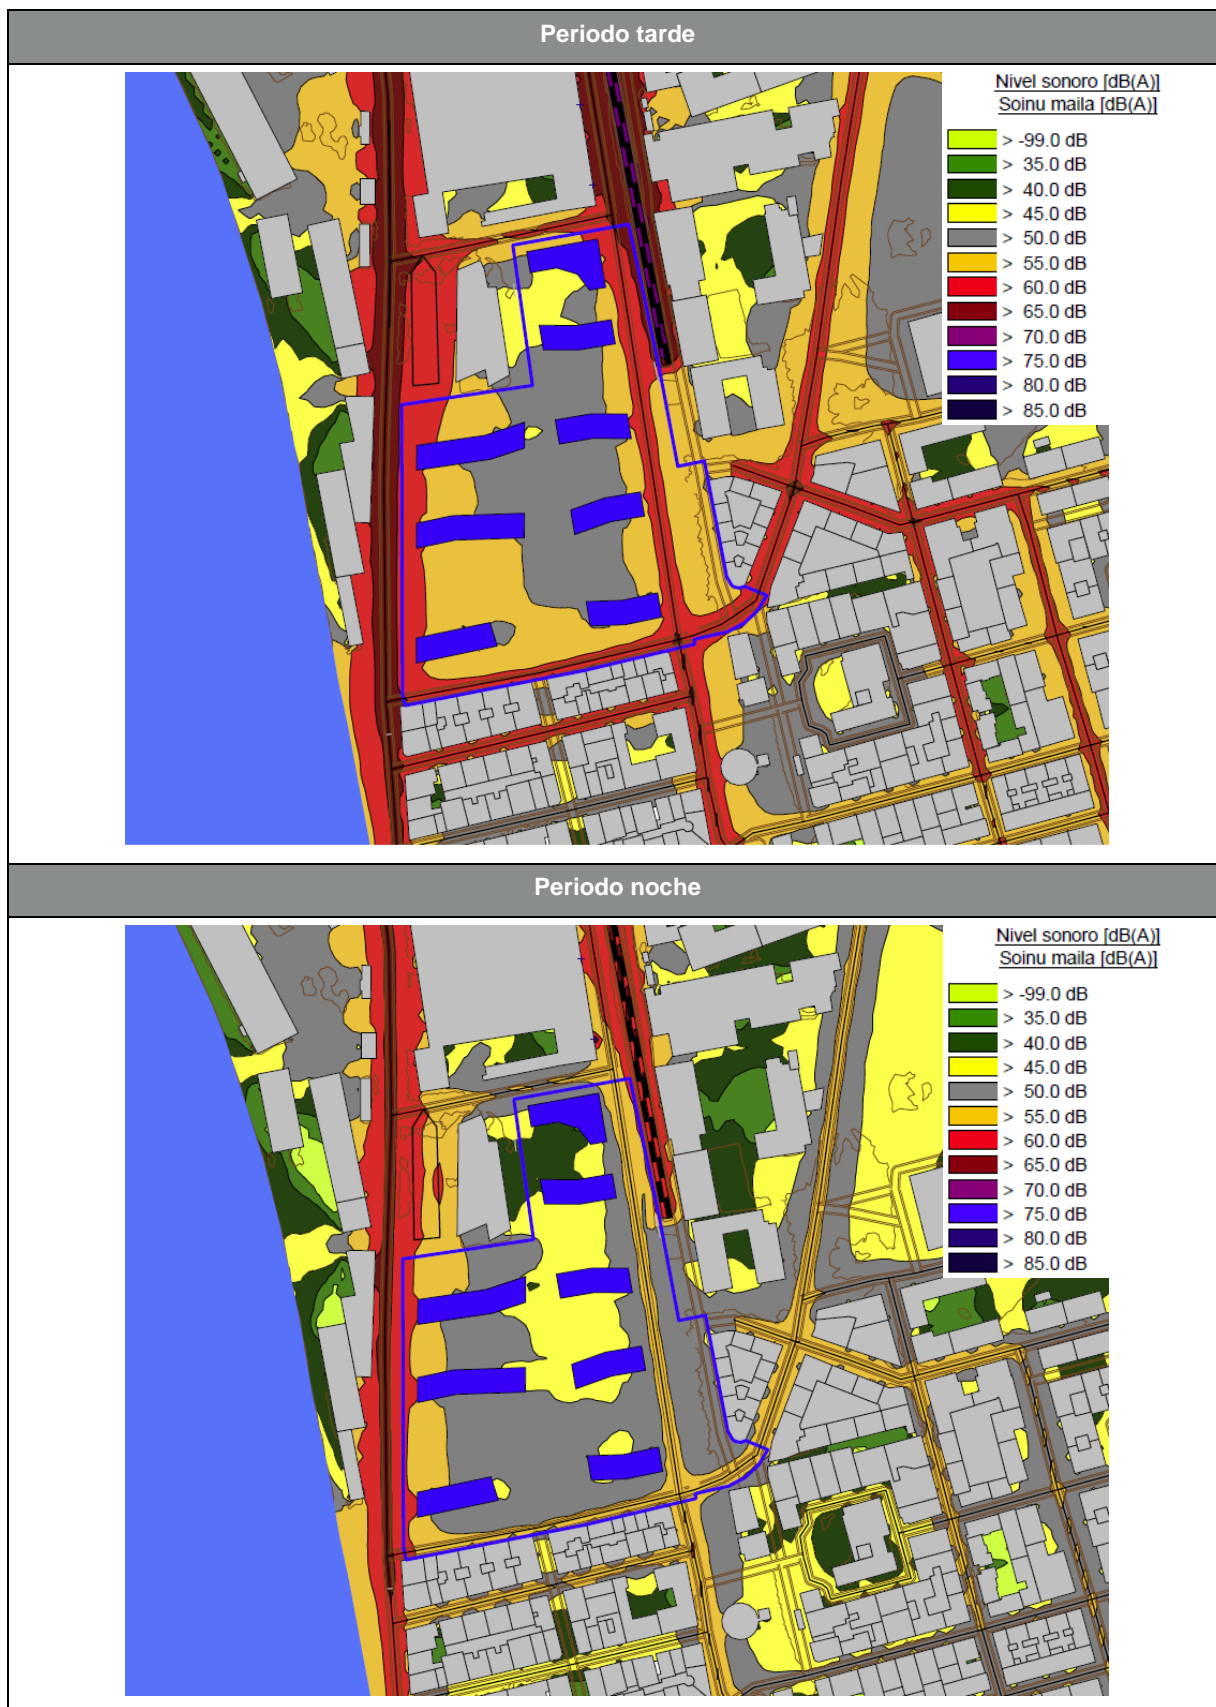 Periodo tarde
Nivel sonoro [dB(A)]
Soinu maila [dB(A)]
> -99.0 dB
> 35.0 dB
> 40.0 dB
> 45.0 dB
> 50.0 dB
> 55.0 dB
> 60.0 dB
> 65.0 dB
> 70.0 dB
> 75.0 dB
> 80.0 dB
> 85.0 dB
Periodo noche
Nivel sonoro [dB(A)]
Soinu maila [dB(A)]
> -99.0 dB
> 35.0 dB
> 40.0 dB
> 45.0 dB
> 50.0 dB
> 55.0 dB
> 60.0 dB
> 65.0 dB
> 70.0 dB
> 75.0 dB
> 80.0 dB
> 85.0 dB